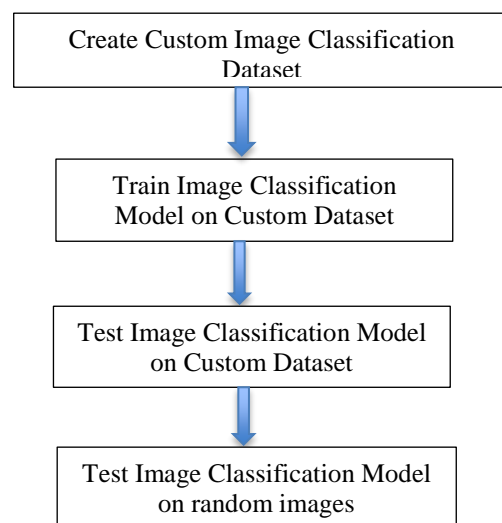 Create Custom Image Classification
Dataset
Train Image Classification
Model on Custom Dataset
Test Image Classification Model
on Custom Dataset
Test Image Classification Model
on random images